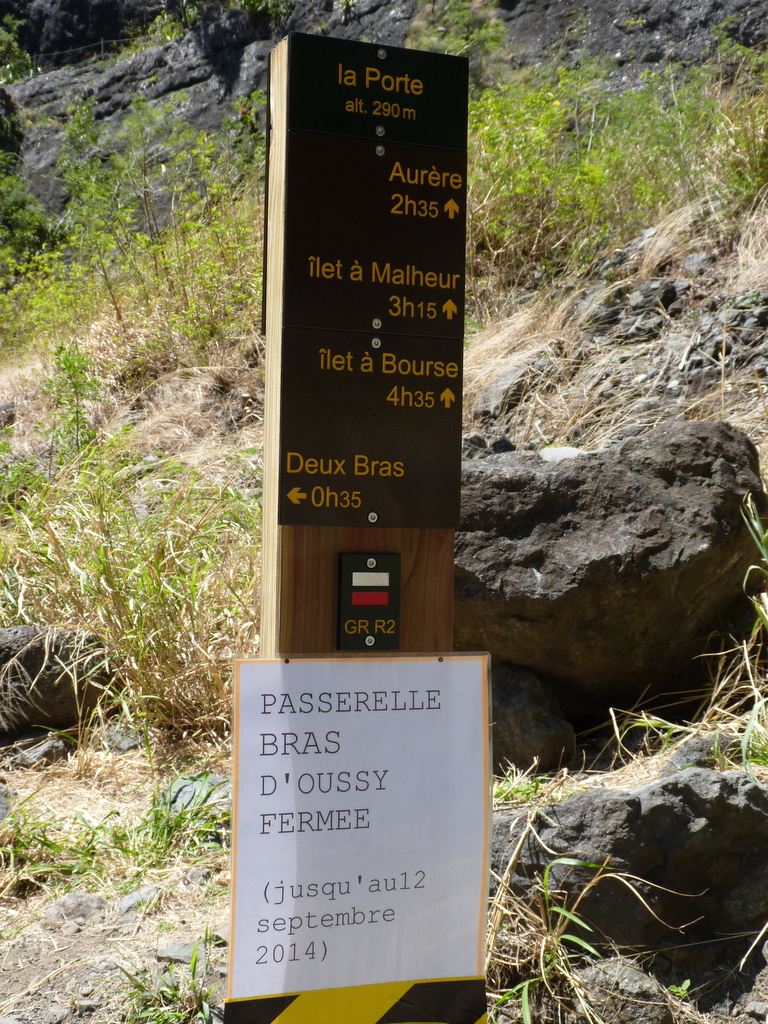 la Porte
alt. 290 m
Aurère
2h35 ↑
îlet à Malheur
3h15 ↑
îlet à Bourse
4h35 ↑
Deux Bras
← 0h35
GR R2
PASSERELLE
BRAS
D'OUSSY
FERMEE
(jusqu'au12
septembre
2014)